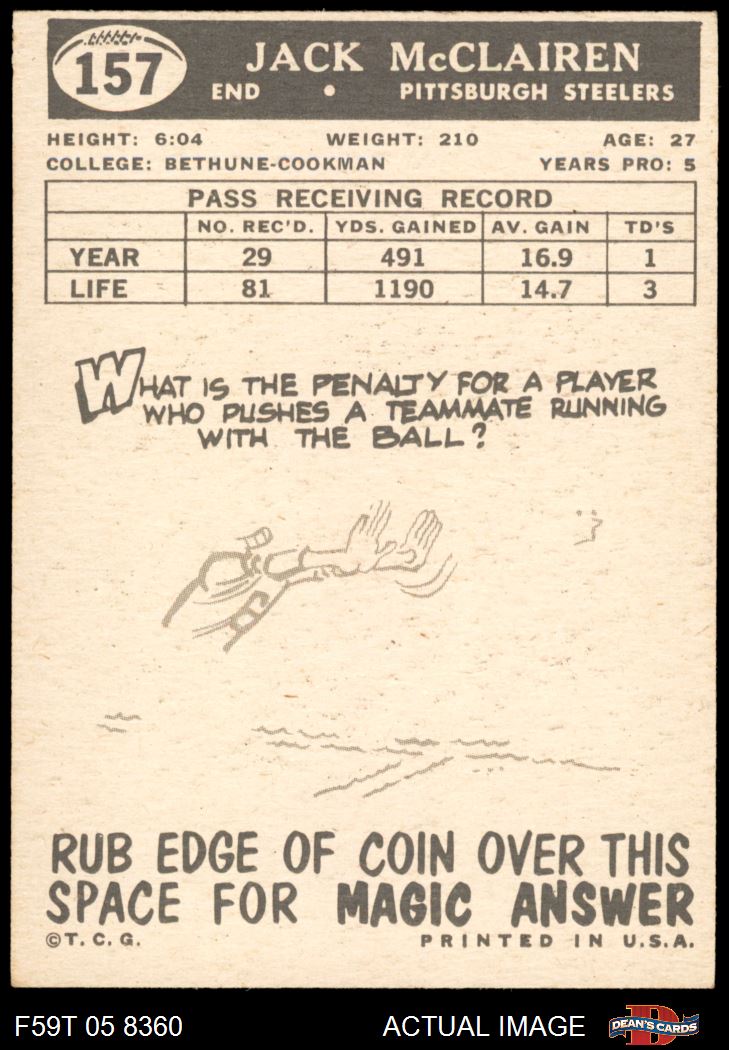 157
JACK McCLAIREN
END • PITTSBURGH STEELERS
HEIGHT: 6:04 WEIGHT: 210 AGE: 27
COLLEGE: BETHUNE-COOKMAN YEARS PRO: 5
PASS RECEIVING RECORD
NO. REC'D. YDS. GAINED AV. GAIN TD'S
YEAR 29 491 16.9 1
LIFE 81 1190 14.7 3
WHAT IS THE PENALTY FOR A PLAYER
WHO PUSHES A TEAMMATE RUNNING
WITH THE BALL?
RUB EDGE OF COIN OVER THIS
SPACE FOR MAGIC ANSWER
©T.C.G. PRINTED IN U.S.A.
F59T 05 8360 ACTUAL IMAGE D DEAN'S CARDS